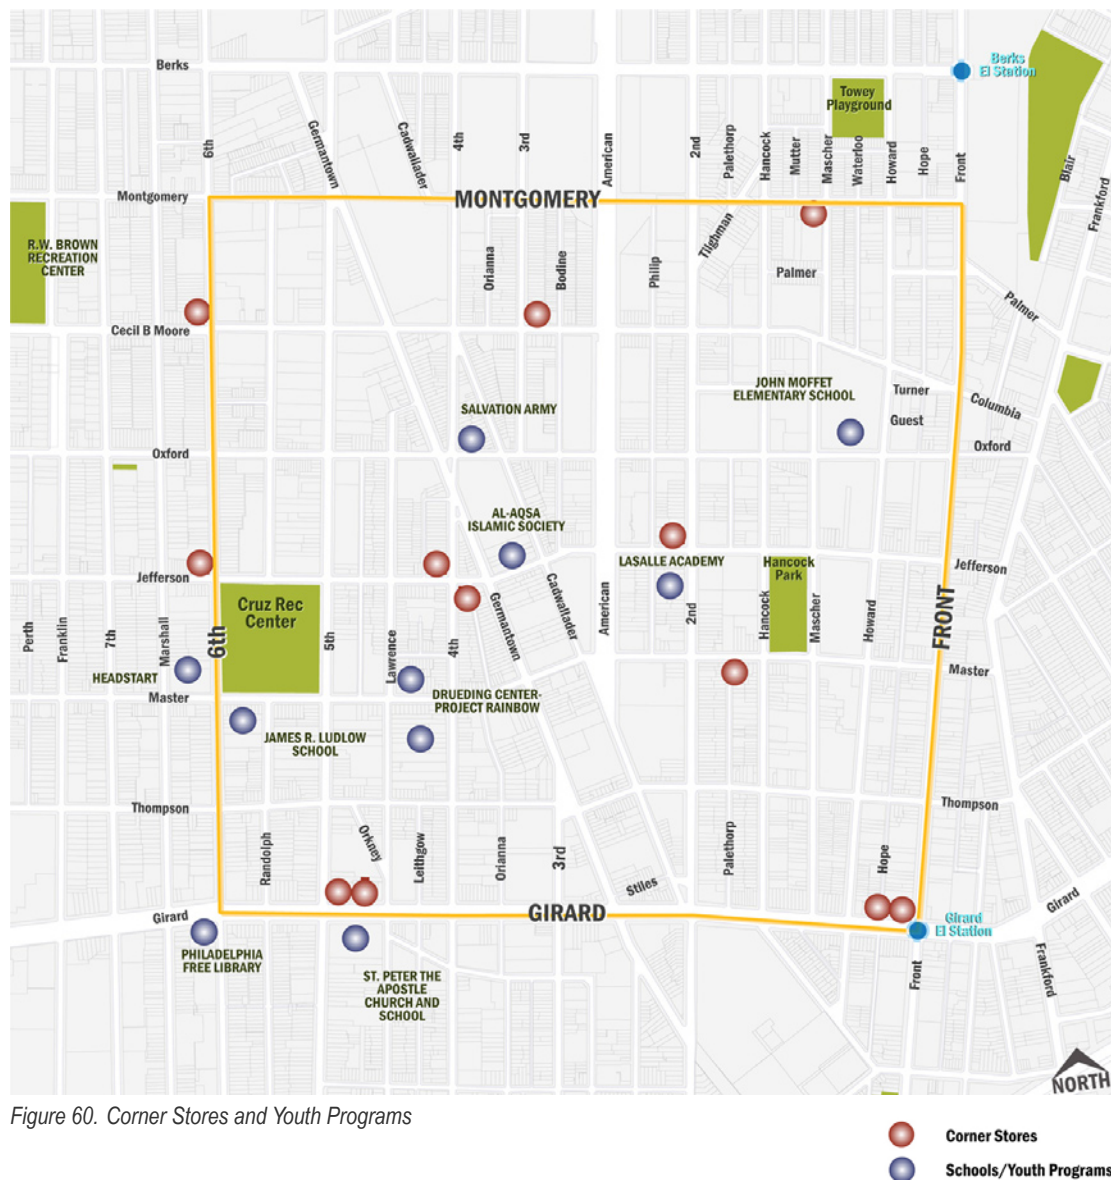 Berks
Berks
El Station
Towey
Playground
6th
Germantown
Cadwallader
4th
3rd
American
2nd
Palethorp
Hancock
Mutter
Mascher
Waterloo
Howard
Hope
Front
Blair
Frankford
Montgomery
MONTGOMERY
R.W. BROWN
RECREATION
CENTER
Orianna
Bodine
Philip
Tilghman
Palmer
Palmer
Cecil B Moore
JOHN MOFFET
ELEMENTARY SCHOOL
Turner
Guest
Columbia
SALVATION ARMY
Oxford
Oxford
AL-AQSA
ISLAMIC SOCIETY
LASALLE ACADEMY
Hancock
Park
Jefferson
Jefferson
Cruz Rec
Center
Perth
Franklin
7th
Marshall
6th
5th
Lawrence
4th
Germantown
Cadwallader
American
2nd
Hancock
Mascher
Howard
FRONT
HEADSTART
Master
Master
DRUEDING CENTER-
PROJECT RAINBOW
JAMES R. LUDLOW
SCHOOL
Thompson
Thompson
Randolph
Orkney
Leithgow
Orianna
3rd
Stiles
Palethorp
Hope
Girard
Girard
GIRARD
Girard
El Station
PHILADELPHIA
FREE LIBRARY
ST. PETER THE
APOSTLE
CHURCH AND
SCHOOL
Front
Frankford
NORTH
Figure 60. Corner Stores and Youth Programs
Corner Stores
Schools/Youth Programs